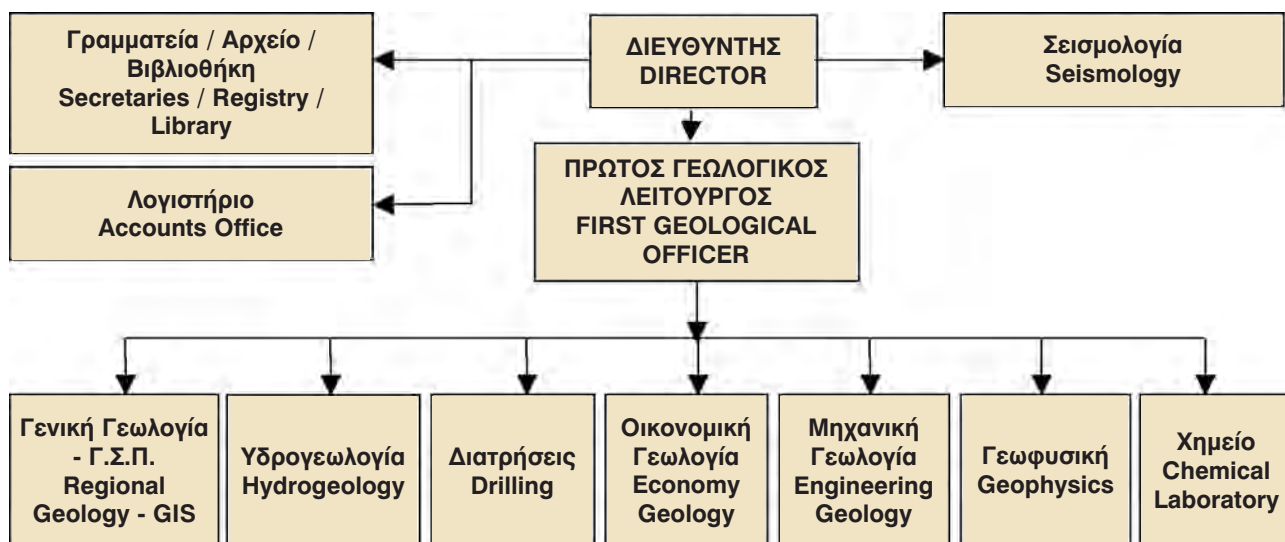 Γραμματεία / Αρχείο /
Βιβλιοθήκη
Secretaries / Registry /
Library
ΔΙΕΥΘΥΝΤΗΣ
DIRECTOR
Σεισμολογία
Seismology
Λογιστήριο
Accounts Office
ΠΡΩΤΟΣ ΓΕΩΛΟΓΙΚΟΣ
ΛΕΙΤΟΥΡΓΟΣ
FIRST GEOLOGICAL
OFFICER
Γενική Γεωλογία
- Γ.Σ.Π.
Regional
Geology - GIS
Υδρογεωλογία
Hydrogeology
Διατρήσεις
Drilling
Οικονομική
Γεωλογία
Economy
Geology
Μηχανική
Γεωλογία
Engineering
Geology
Γεωφυσική
Geophysics
Χημείο
Chemical
Laboratory